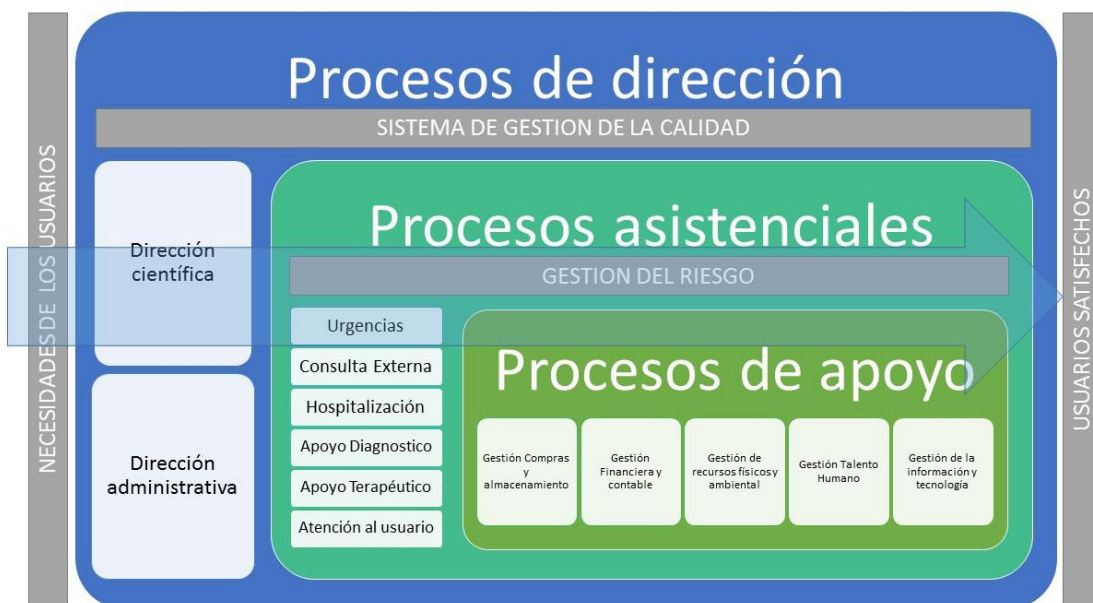 NECESIDADES DE LOS USUARIOS
Procesos de dirección
SISTEMA DE GESTION DE LA CALIDAD
Dirección
científica
Dirección
administrativa
Procesos asistenciales
GESTION DEL RIESGO
Urgencias
Consulta Externa
Hospitalización
Apoyo Diagnostico
Apoyo Terapéutico
Atención al usuario
Procesos de apoyo
Gestión Compras
y
almacenamiento
Gestión
Financiera y
contable
Gestión de
recursos físicos y
ambiental
Gestión Talento
Humano
Gestión de la
información y
tecnología
USUARIOS SATISFECHOS